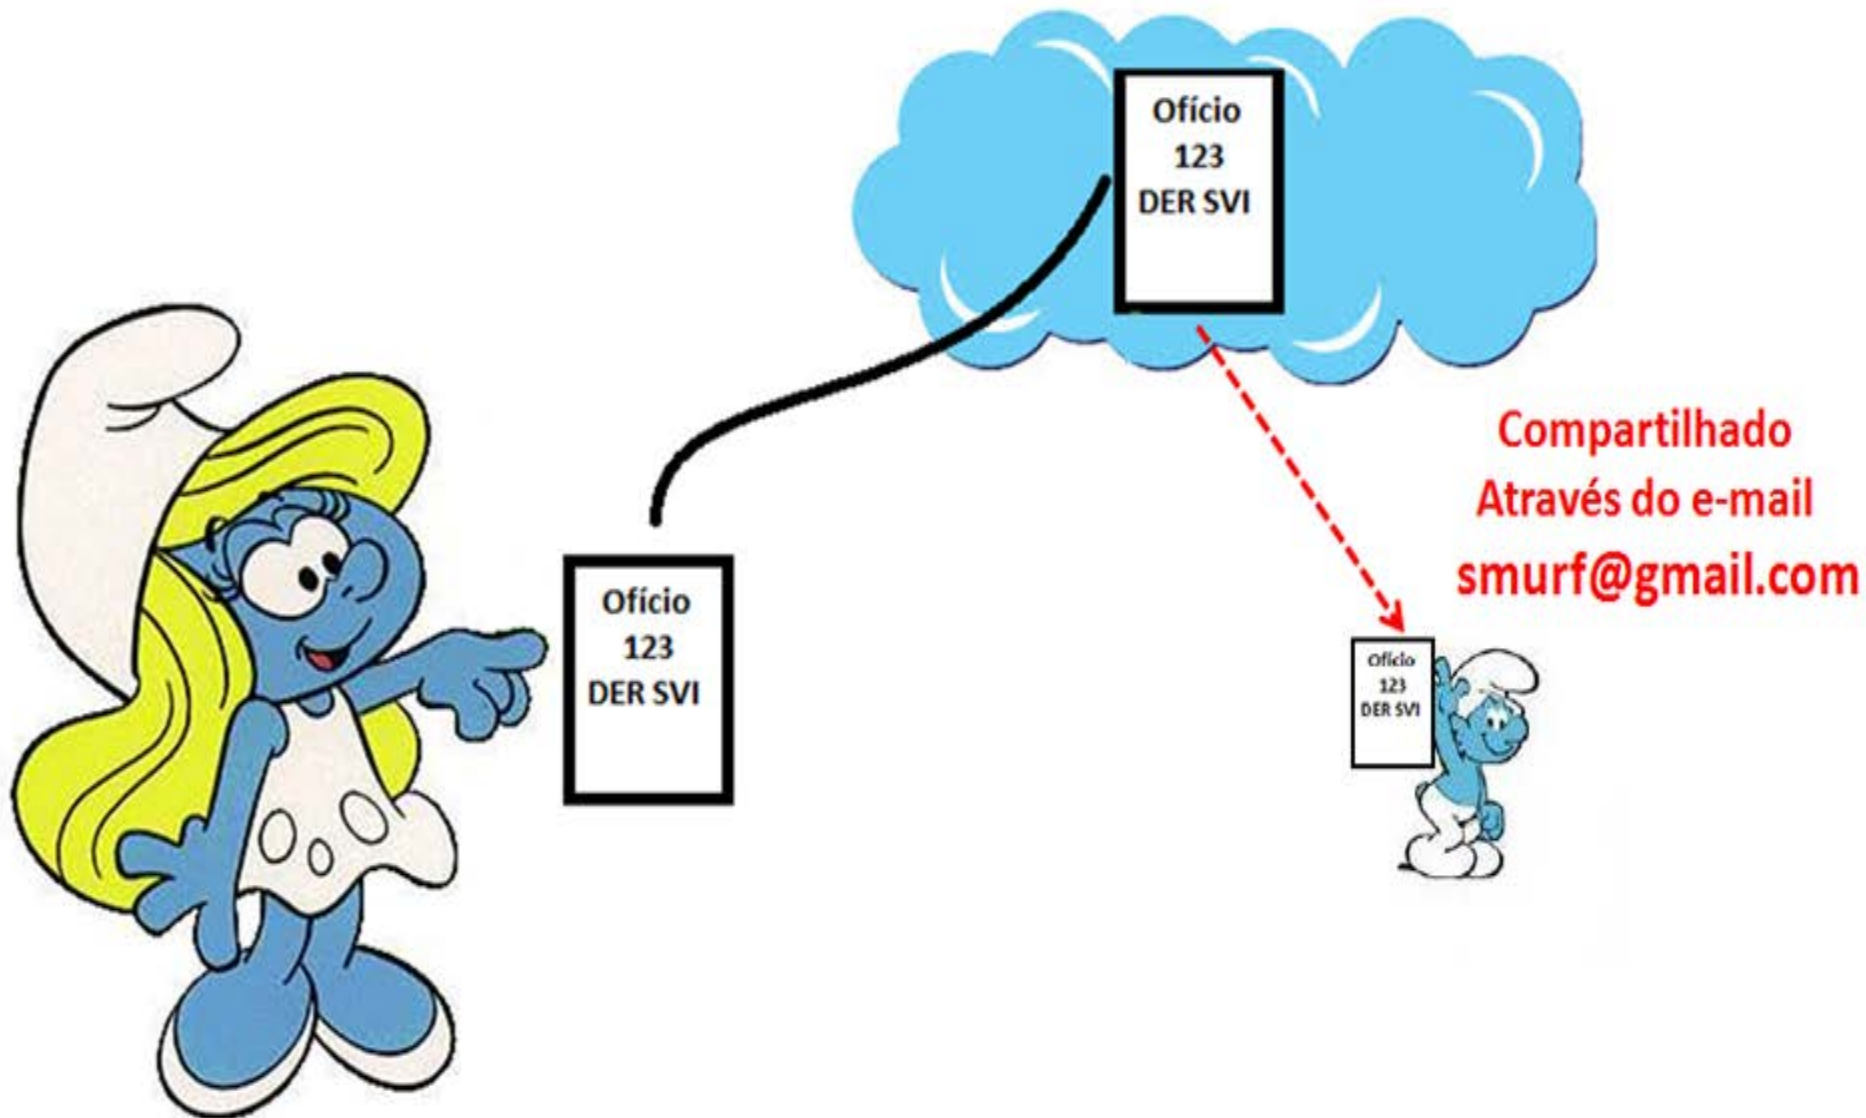 Ofício
123
DER SVI
Compartilhado
Através do e-mail
smurf@gmail.com
Ofício
123
DER SVI
Ofício
123
DER SVI